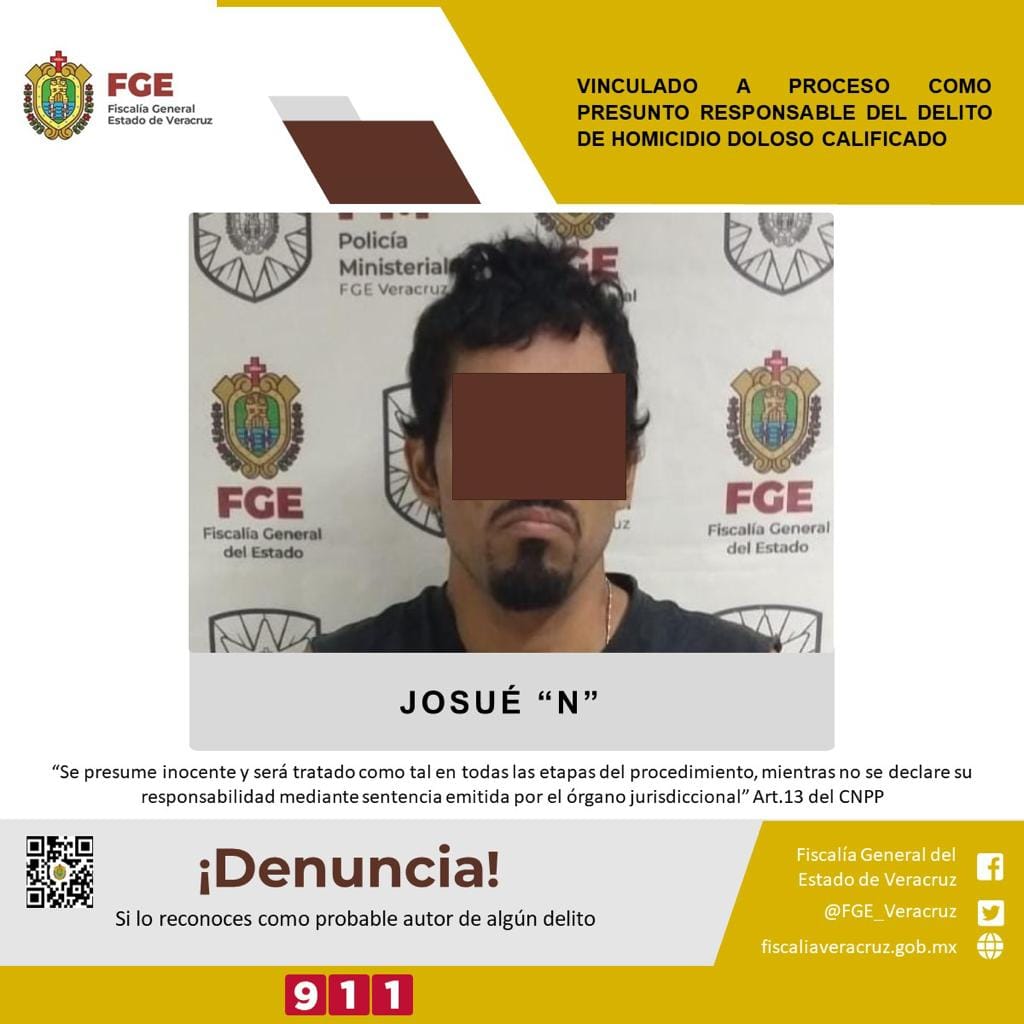 FGE
Fiscalía General
Estado de Veracruz
VINCULADO A PROCESO COMO
PRESUNTO RESPONSABLE DEL DELITO
DE HOMICIDIO DOLOSO CALIFICADO
Policía
Ministerial
FGE Veracruz
GE
al
FGE
Fiscalía General
del Estado
uz
FGE
Fiscalía General
del Estado
JOSUÉ “N”
“Se presume inocente y será tratado como tal en todas las etapas del procedimiento, mientras no se declare su
responsabilidad mediante sentencia emitida por el órgano jurisdiccional” Art.13 del CNPP
¡Denuncia!
Si lo reconoces como probable autor de algún delito
Fiscalía General del
Estado de Veracruz
@FGE_Veracruz
fiscaliaveracruz.gob.mx
911